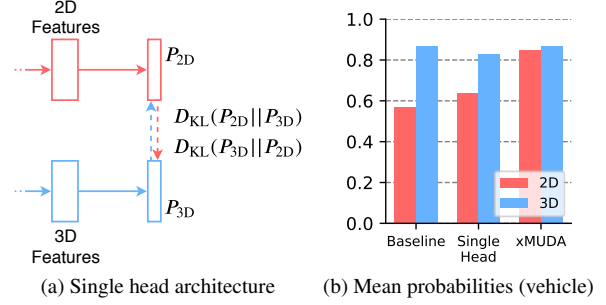 2D
Features
P2D
DKL(P2D||P3D)
DKL(P3D||P2D)
P3D
3D
Features
(a) Single head architecture
1.0
0.8
0.6
0.4
0.2
0.0
2D
3D
Baseline
Single
Head
xMUDA
(b) Mean probabilities (vehicle)